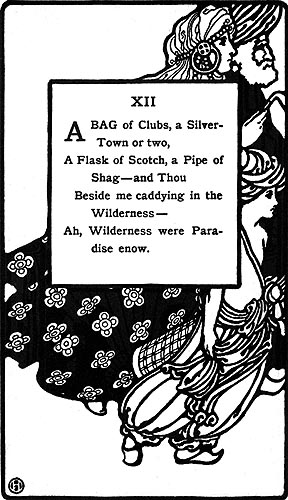 XII
A BAG of Clubs, a Silver-
Town or two,
A Flask of Scotch, a Pipe of
Shag—and Thou
Beside me caddying in the
Wilderness—
Ah, Wilderness were Para-
dise enow.